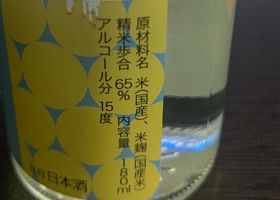 原材料名 米(国産)、米麹(国産米)
精米歩合 65% 内容量 180ml
アルコール分 15度
日本酒